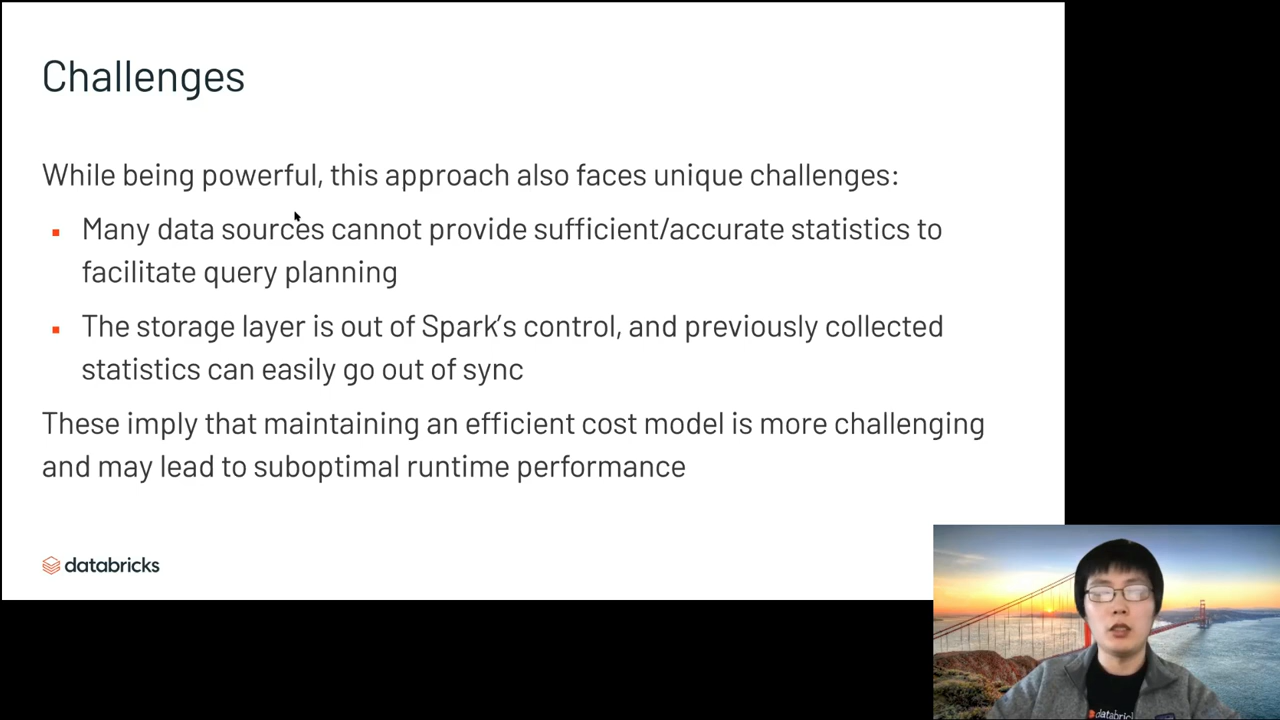 Challenges
While being powerful, this approach also faces unique challenges:
▪ Many data sources cannot provide sufficient/accurate statistics to
facilitate query planning
▪ The storage layer is out of Spark's control, and previously collected
statistics can easily go out of sync
These imply that maintaining an efficient cost model is more challenging
and may lead to suboptimal runtime performance
databricks
databric